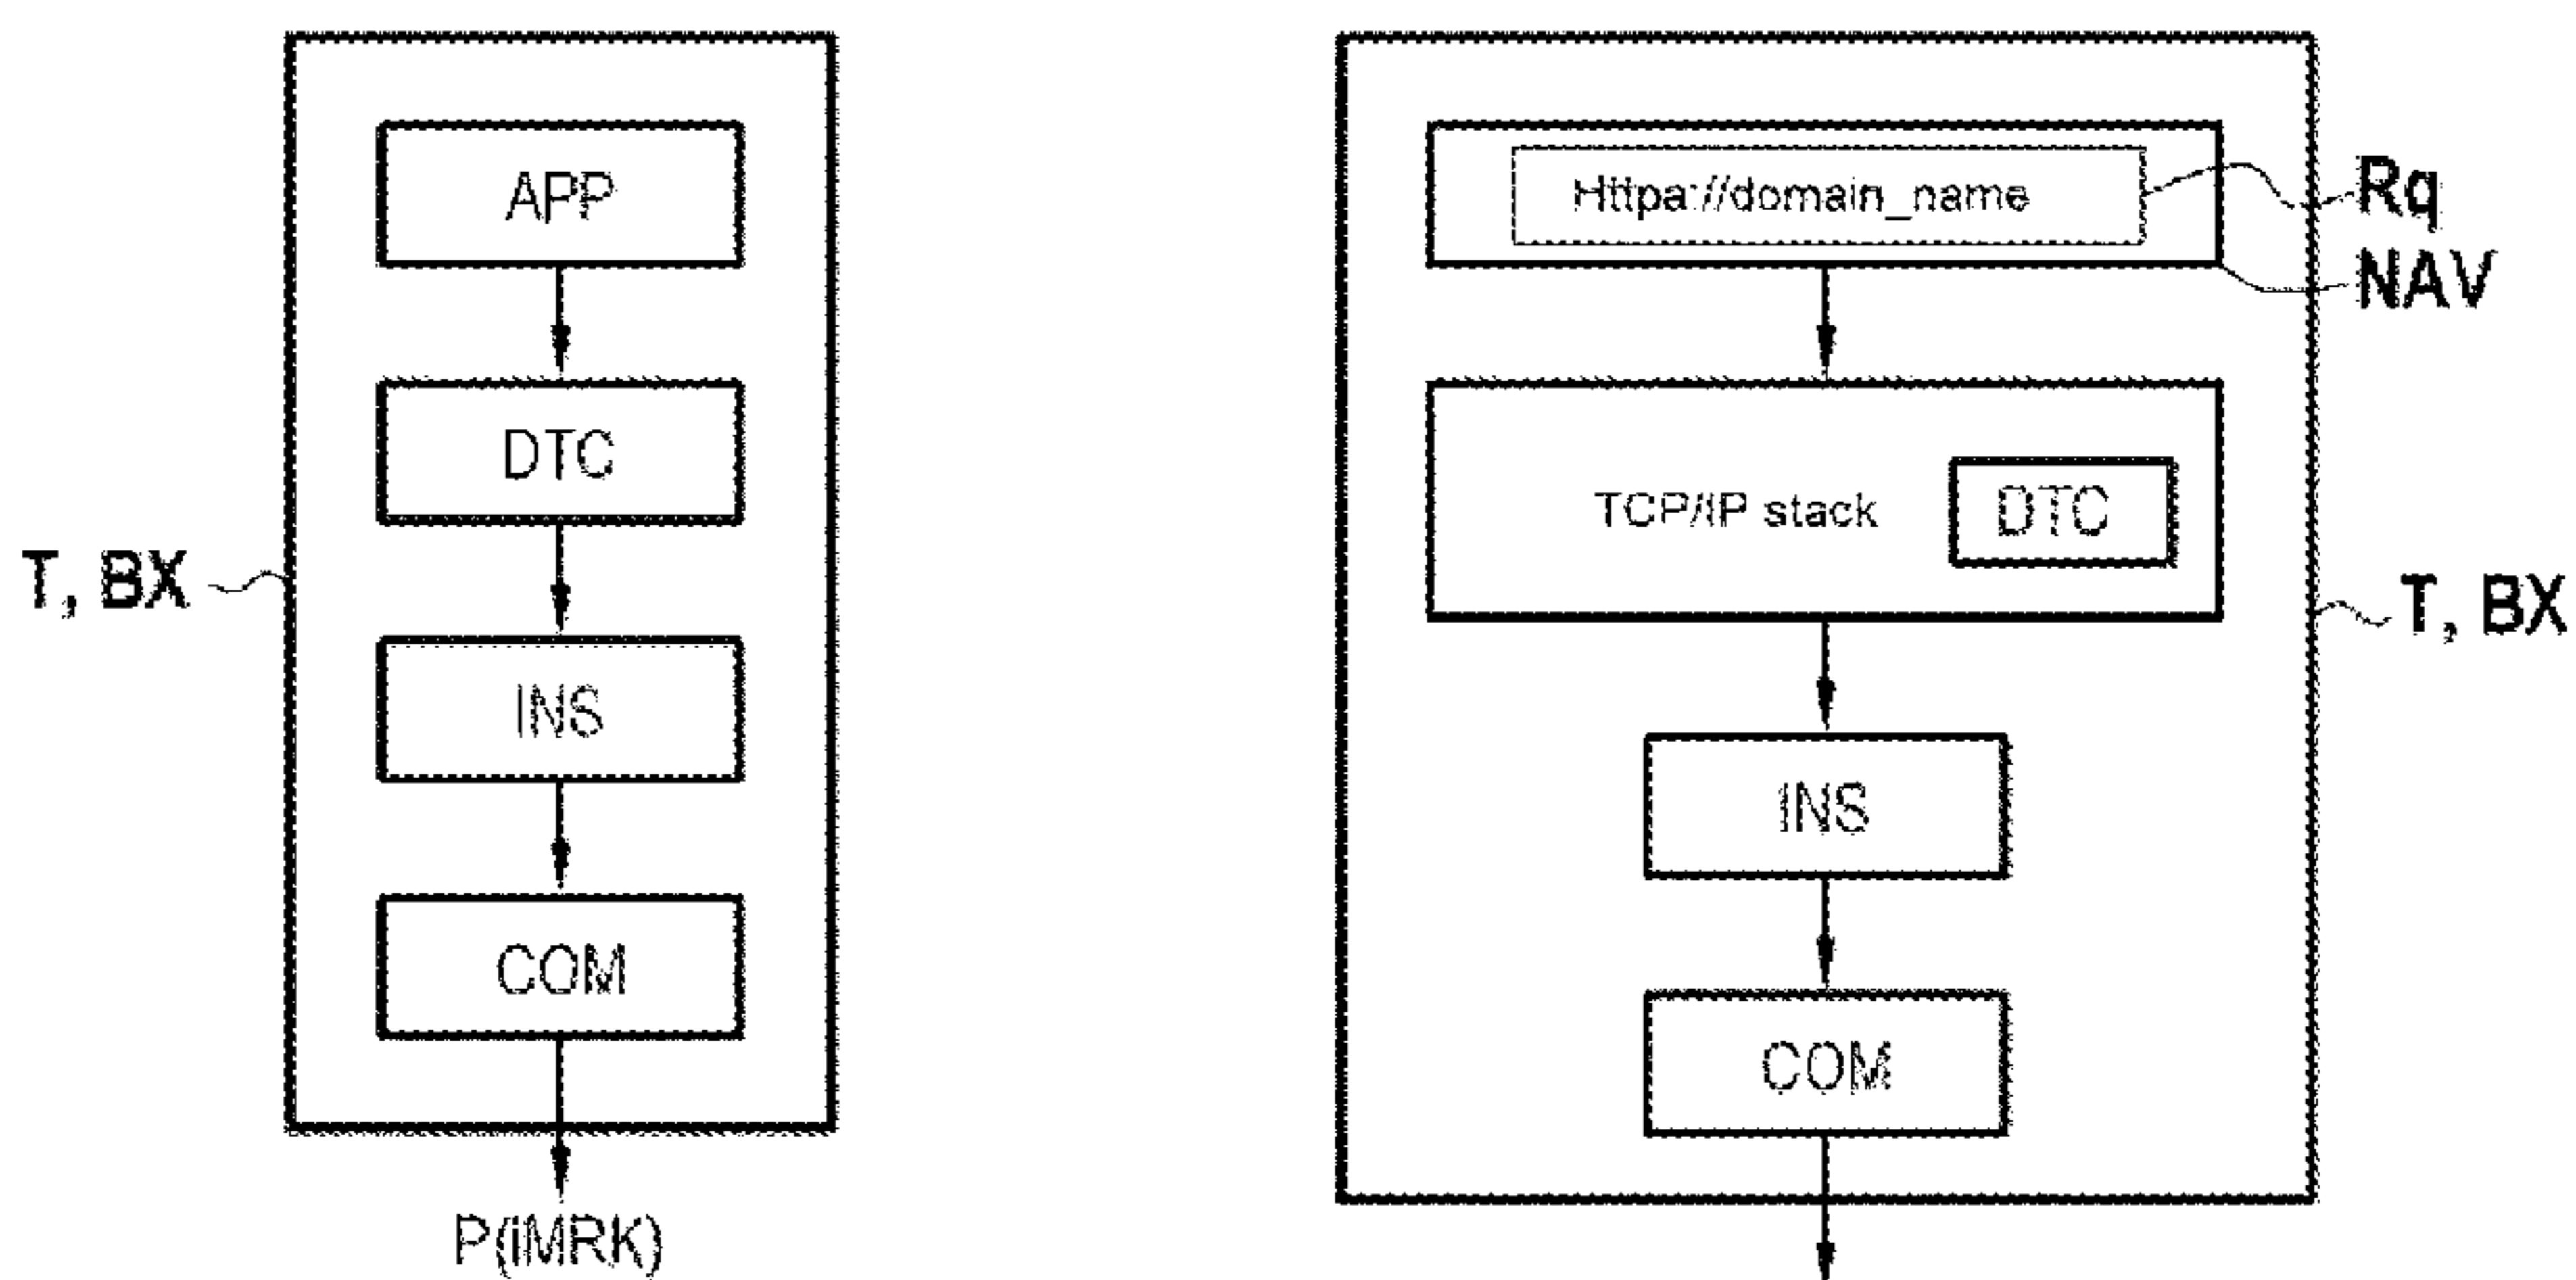 APP
DTC
INS
COM
T, BX
P(iMRK)
Httpa://domain_name
Rq
NAV
TCP/IP stack
DTC
T, BX
INS
COM